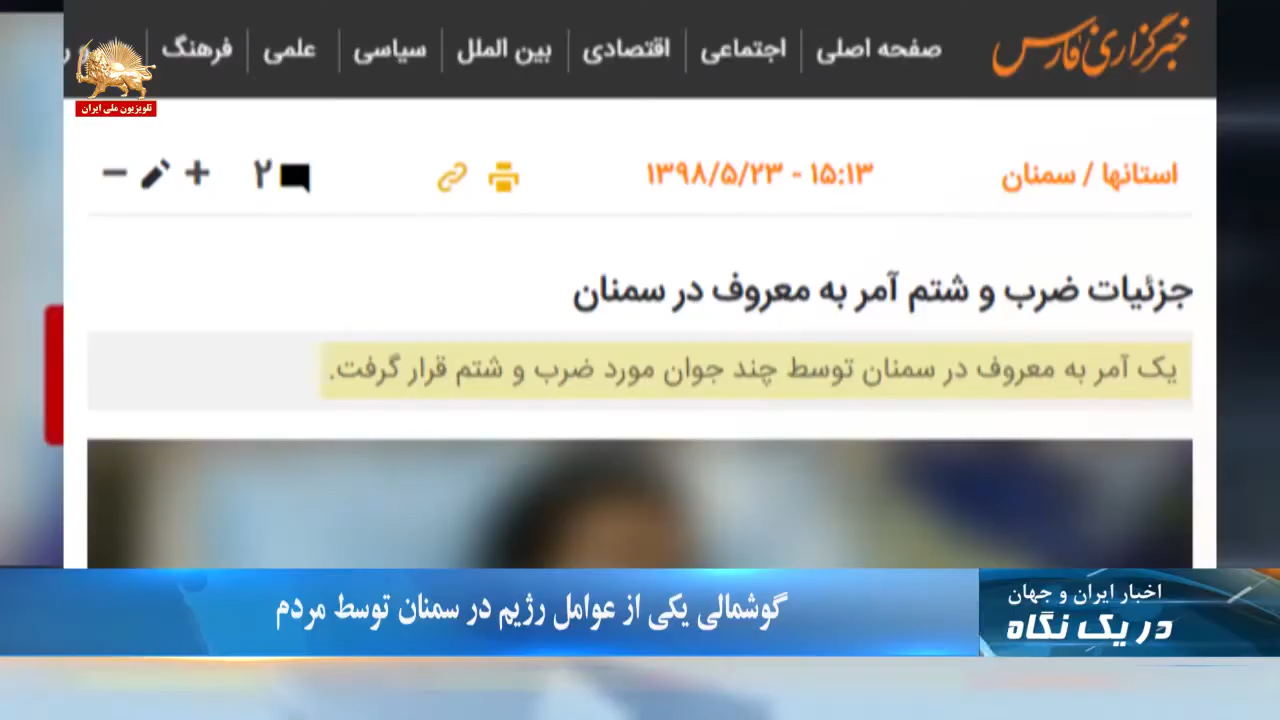 خبرگزاری فارس
صفحه اصلی | اجتماعی | اقتصادی | بین الملل | سیاسی | علمی | فرهنگ
تلویزیون ملی ایران
استانها / سمنان
۱۳۹۸/۵/۲۳ - ۱۵:۱۳
۲
جزئیات ضرب و شتم آمر به معروف در سمنان
یک آمر به معروف در سمنان توسط چند جوان مورد ضرب و شتم قرار گرفت.
اخبار ایران و جهان
در یک نگاه
گوشمالی یکی از عوامل رژیم در سمنان توسط مردم